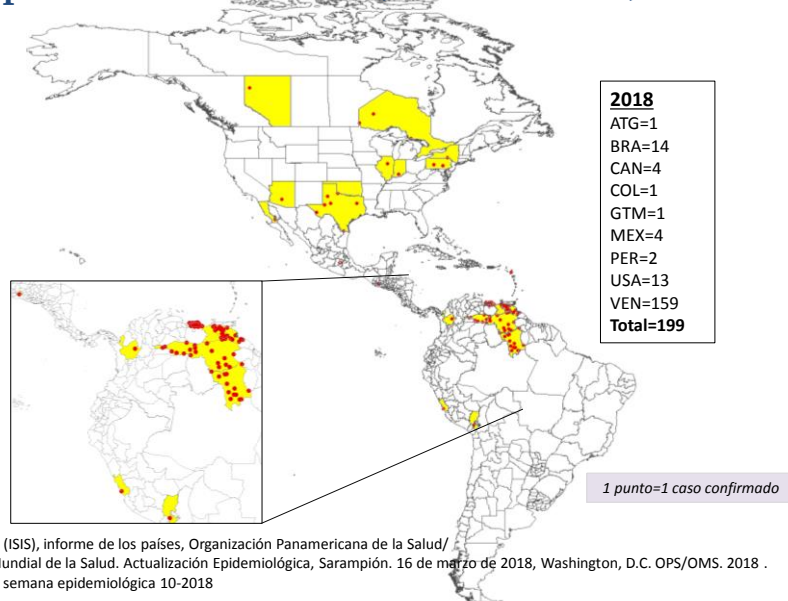 2018
ATG=1
BRA=14
CAN=4
COL=1
GTM=1
MEX=4
PER=2
USA=13
VEN=159
Total=199
1 punto=1 caso confirmado
(ISIS), informe de los países, Organización Panamericana de la Salud/
Mundial de la Salud. Actualización Epidemiológica, Sarampión. 16 de marzo de 2018, Washington, D.C. OPS/OMS. 2018 .
semana epidemiológica 10-2018